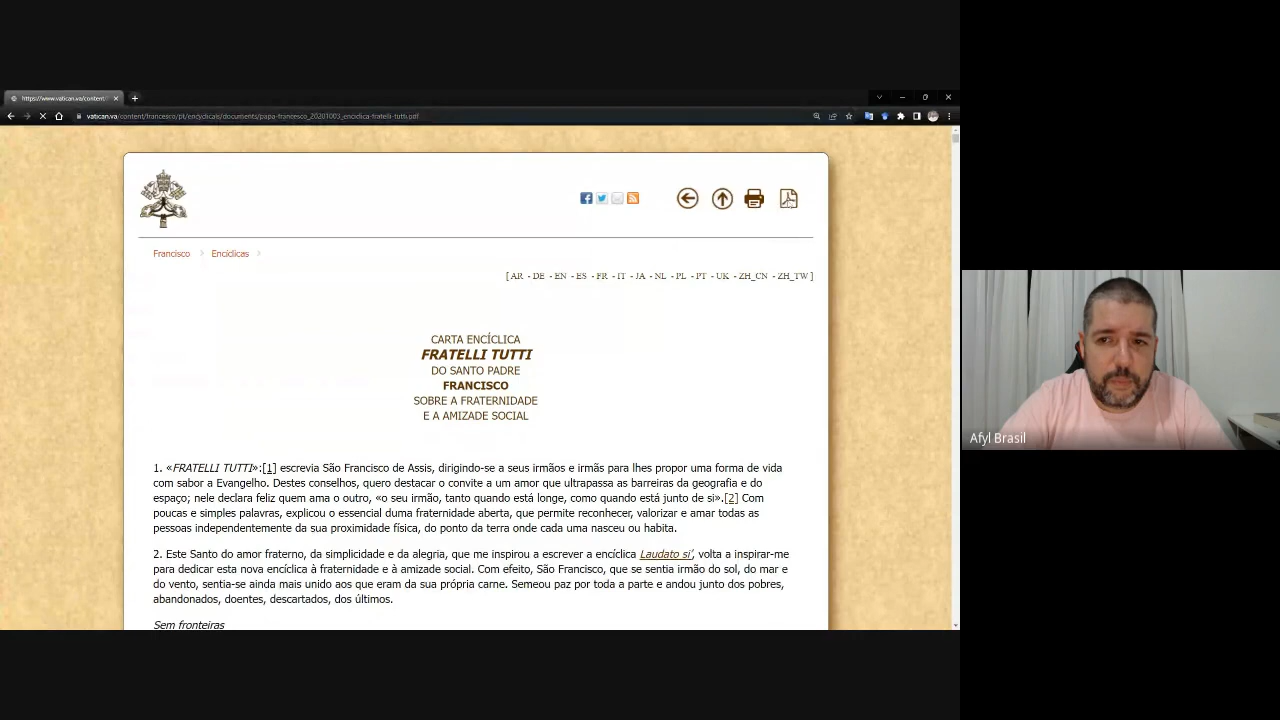 https://www.vatican.va/content/
vatican.va/content/francesco/pt/encyclicals/documents/papa-francesco_20201003_enciclica-fratelli-tutti.pdf
Francisco > Encíclicas >
[ AR - DE - EN - ES - FR - IT - JA - NL - PL - PT - UK - ZH_CN - ZH_TW ]
CARTA ENCÍCLICA
FRATELLI TUTTI
DO SANTO PADRE
FRANCISCO
SOBRE A FRATERNIDADE
E A AMIZADE SOCIAL
1. «FRATELLI TUTTI»:[1] escrevia São Francisco de Assis, dirigindo-se a seus irmãos e irmãs para lhes propor uma forma de vida
com sabor a Evangelho. Destes conselhos, quero destacar o convite a um amor que ultrapassa as barreiras da geografia e do
espaço; nele declara feliz quem ama o outro, «o seu irmão, tanto quando está longe, como quando está junto de si».[2] Com
poucas e simples palavras, explicou o essencial duma fraternidade aberta, que permite reconhecer, valorizar e amar todas as
pessoas independentemente da sua proximidade física, do ponto da terra onde cada uma nasceu ou habita.
2. Este Santo do amor fraterno, da simplicidade e da alegria, que me inspirou a escrever a encíclica Laudato si’, volta a inspirar-me
para dedicar esta nova encíclica à fraternidade e à amizade social. Com efeito, São Francisco, que se sentia irmão do sol, do mar e
do vento, sentia-se ainda mais unido aos que eram da sua própria carne. Semeou paz por toda a parte e andou junto dos pobres,
abandonados, doentes, descartados, dos últimos.
Sem fronteiras
Afyl Brasil